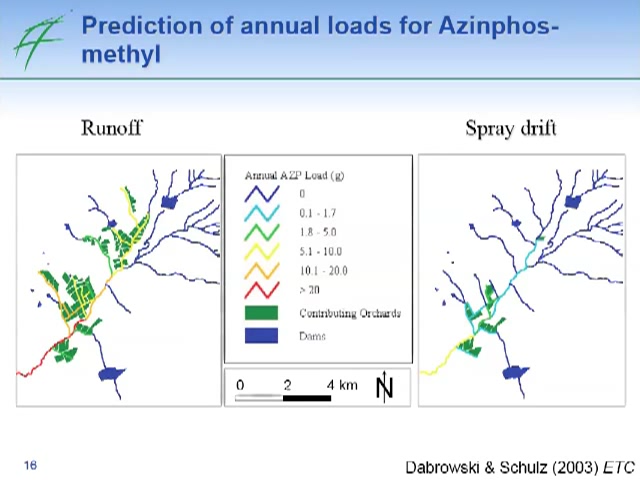 Prediction of annual loads for Azinphos-
methyl
Runoff
Spray drift
Annual AZP Load (g)
0
0.1 - 1.7
1.8 - 5.0
5.1 - 10.0
10.1 - 20.0
> 20
Contributing Orchards
Dams
0 2 4 km N
16
Dabrowski & Schulz (2003) ETC